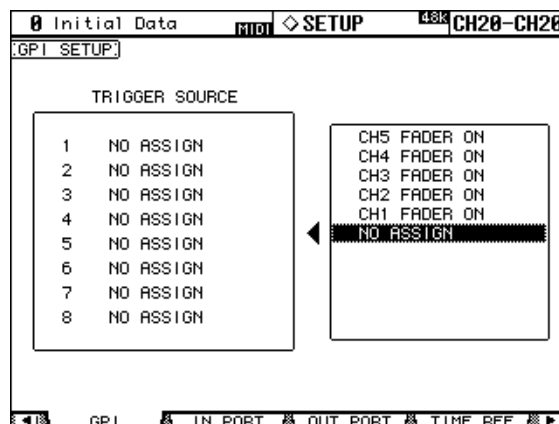 0 Initial Data MIDI ◇SETUP 48K CH20-CH20
GPI SETUP
TRIGGER SOURCE
1 NO ASSIGN
2 NO ASSIGN
3 NO ASSIGN
4 NO ASSIGN
5 NO ASSIGN
6 NO ASSIGN
7 NO ASSIGN
8 NO ASSIGN
CH5 FADER ON
CH4 FADER ON
CH3 FADER ON
CH2 FADER ON
CH1 FADER ON
NO ASSIGN
GPI IN PORT OUT PORT TIME REF